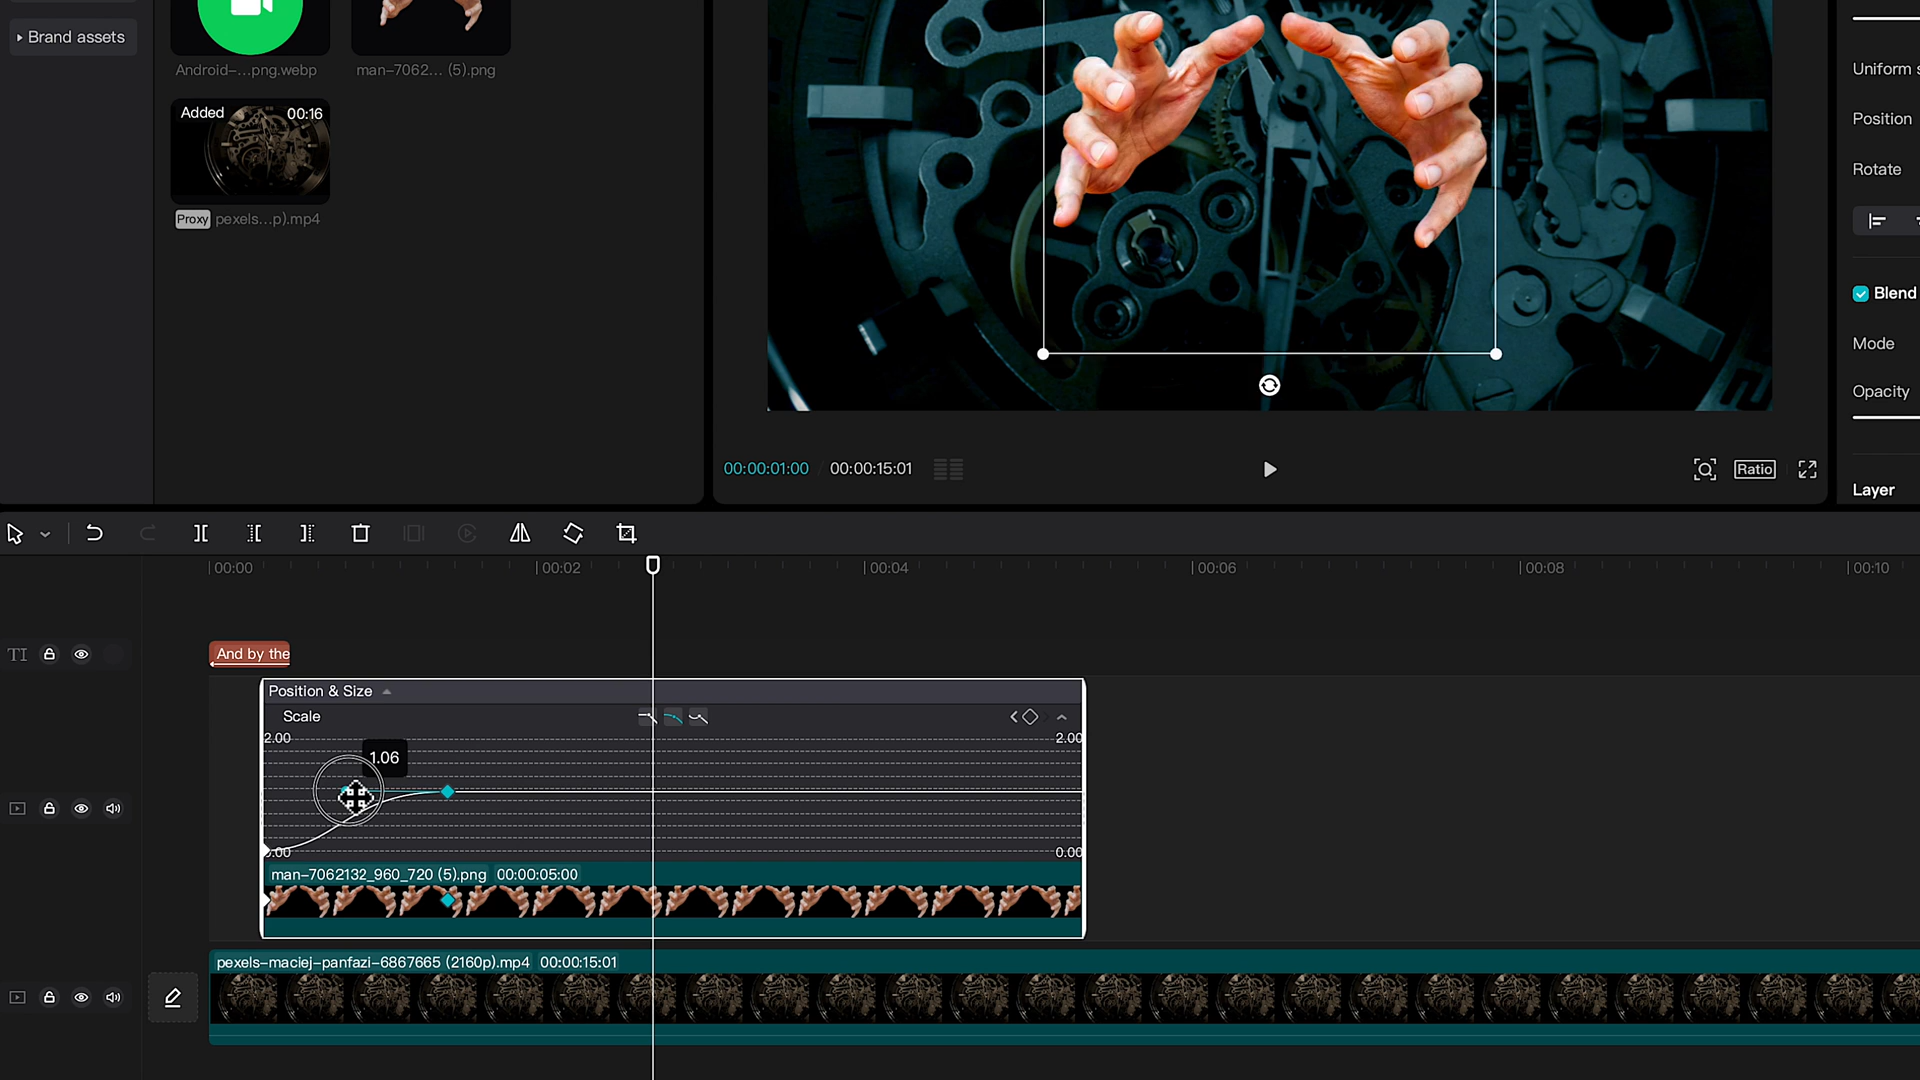 Brand assets
Android-...png.webp
man-7062... (5).png
Added 00:16
Proxy pexels...p).mp4
Uniform s
Position
Rotate
Blend
Mode
Opacity
Layer
00:00:01:00 / 00:00:15:01
Ratio
00:00
00:02
00:04
00:06
00:08
00:10
TI
And by the
Position & Size
Scale
2.00
2.00
1.06
0.00
0.00
man-7062132_960_720 (5).png 00:00:05:00
pexels-maciej-panfazi-6867665 (2160p).mp4 00:00:15:01